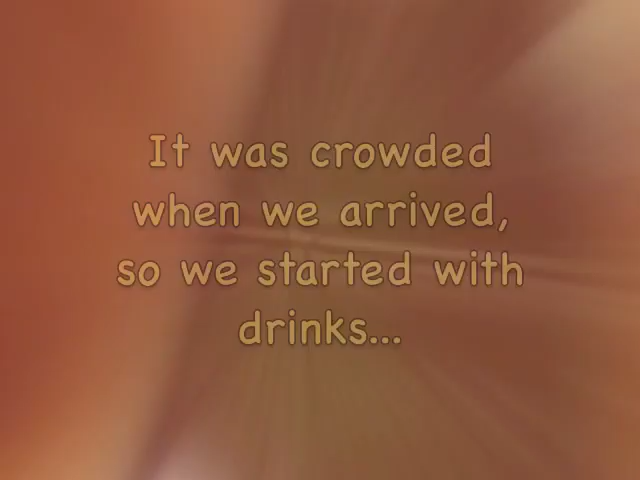 It was crowded
when we arrived,
so we started with
drinks...